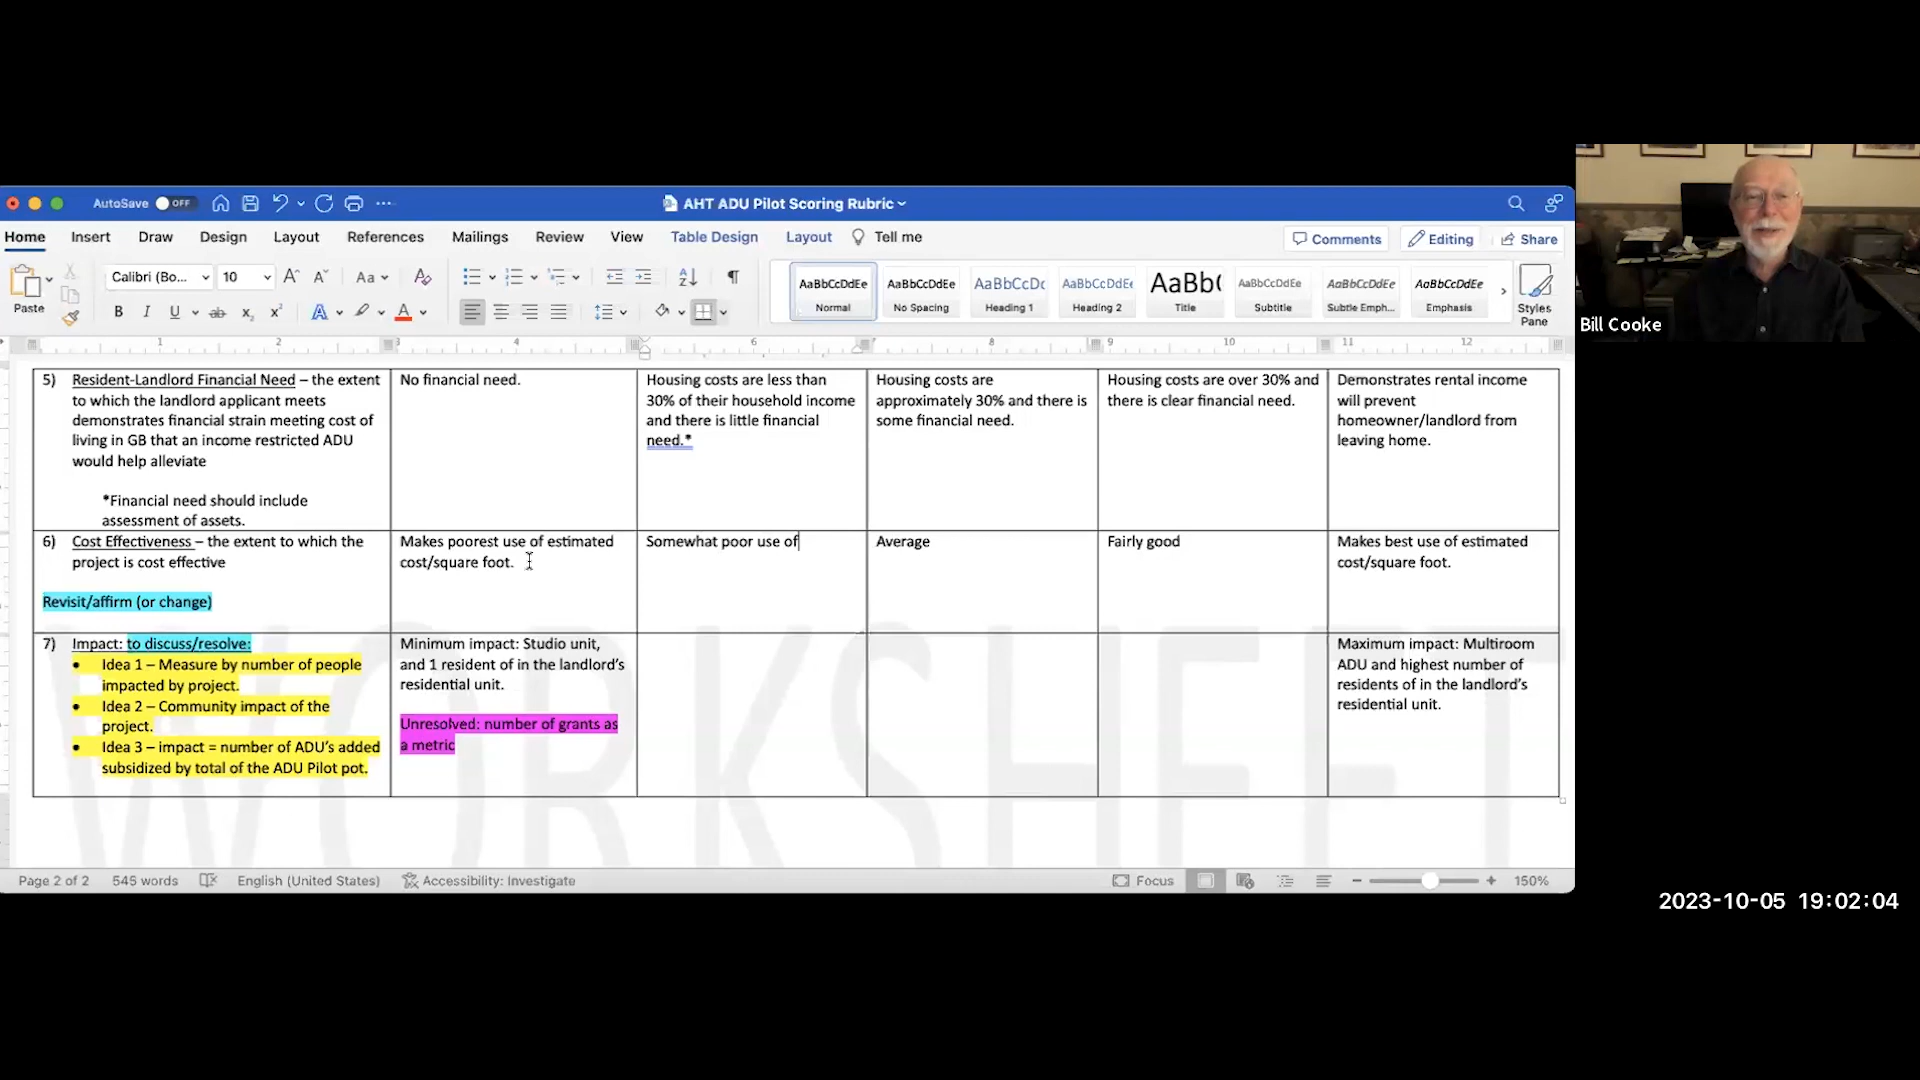 AutoSave OFF
AHT ADU Pilot Scoring Rubric
Home Insert Draw Design Layout References Mailings Review View Table Design Layout Tell me
Comments Editing Share
Paste
Calibri (Bo... 10
AaBbCcDdEe
Normal
AaBbCcDdEe
No Spacing
AaBbCcDc
Heading 1
AaBbCcDdEe
Heading 2
AaBb(
Title
AaBbCcDdEe
Subtitle
AaBbCcDdEe
Subtle Emph...
AaBbCcDdEe
Emphasis
Styles
Pane
1 2 3 4 6 7 8 9 10 11 12
5) Resident-Landlord Financial Need – the extent
to which the landlord applicant meets
demonstrates financial strain meeting cost of
living in GB that an income restricted ADU
would help alleviate
*Financial need should include
assessment of assets.
No financial need.
Housing costs are less than
30% of their household income
and there is little financial
need.*
Housing costs are
approximately 30% and there is
some financial need.
Housing costs are over 30% and
there is clear financial need.
Demonstrates rental income
will prevent
homeowner/landlord from
leaving home.
6) Cost Effectiveness – the extent to which the
project is cost effective
Revisit/affirm (or change)
Makes poorest use of estimated
cost/square foot.
Somewhat poor use of
Average
Fairly good
Makes best use of estimated
cost/square foot.
7) Impact: to discuss/resolve:
• Idea 1 – Measure by number of people
impacted by project.
• Idea 2 – Community impact of the
project.
• Idea 3 – impact = number of ADU's added
subsidized by total of the ADU Pilot pot.
Minimum impact: Studio unit,
and 1 resident of in the landlord's
residential unit.
Unresolved: number of grants as
a metric
Maximum impact: Multiroom
ADU and highest number of
residents of in the landlord's
residential unit.
WORKSHEET
Page 2 of 2 545 words English (United States) Accessibility: Investigate Focus 150%
Bill Cooke
2023-10-05 19:02:04